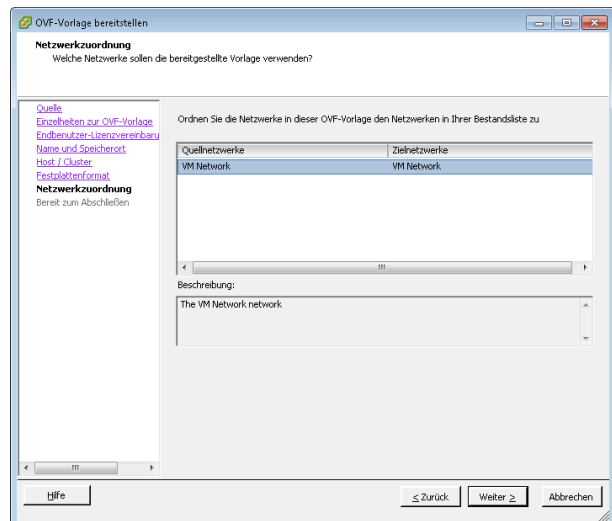 OVF-Vorlage bereitstellen
Netzwerkzuordnung
Welche Netzwerke sollen die bereitgestellte Vorlage verwenden?
Quelle
Einzelheiten zur OVF-Vorlage
Endbenutzer-Lizenzvereinbaru
Name und Speicherort
Host / Cluster
Festplattenformat
Netzwerkzuordnung
Bereit zum Abschließen
Ordnen Sie die Netzwerke in dieser OVF-Vorlage den Netzwerken in Ihrer Bestandsliste zu
Quellnetzwerke Zielnetzwerke
VM Network VM Network
Beschreibung:
The VM Network network
Hilfe
< Zurück Weiter > Abbrechen